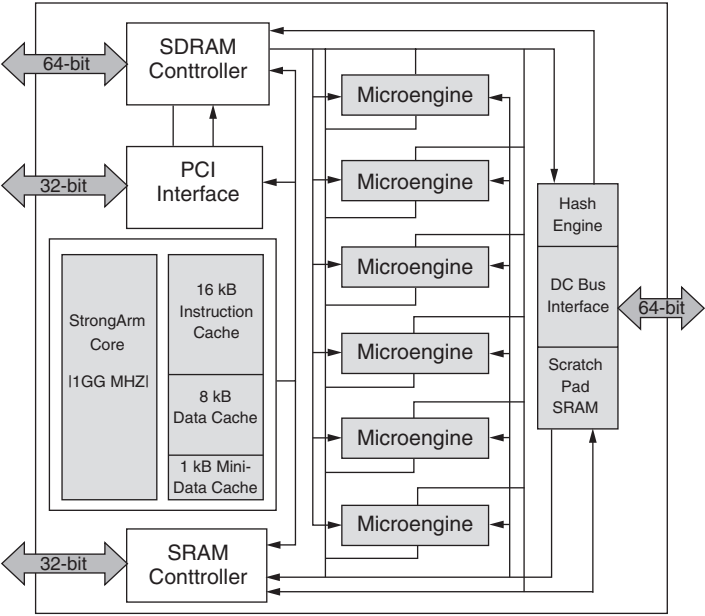 SDRAM
Conttroller
64-bit
PCI
Interface
32-bit
StrongArm
Core
|1GG MHZ|
16 kB
Instruction
Cache
8 kB
Data Cache
1 kB Mini-
Data Cache
SRAM
Conttroller
32-bit
Microengine
Microengine
Microengine
Microengine
Microengine
Microengine
Hash
Engine
DC Bus
Interface
64-bit
Scratch
Pad
SRAM